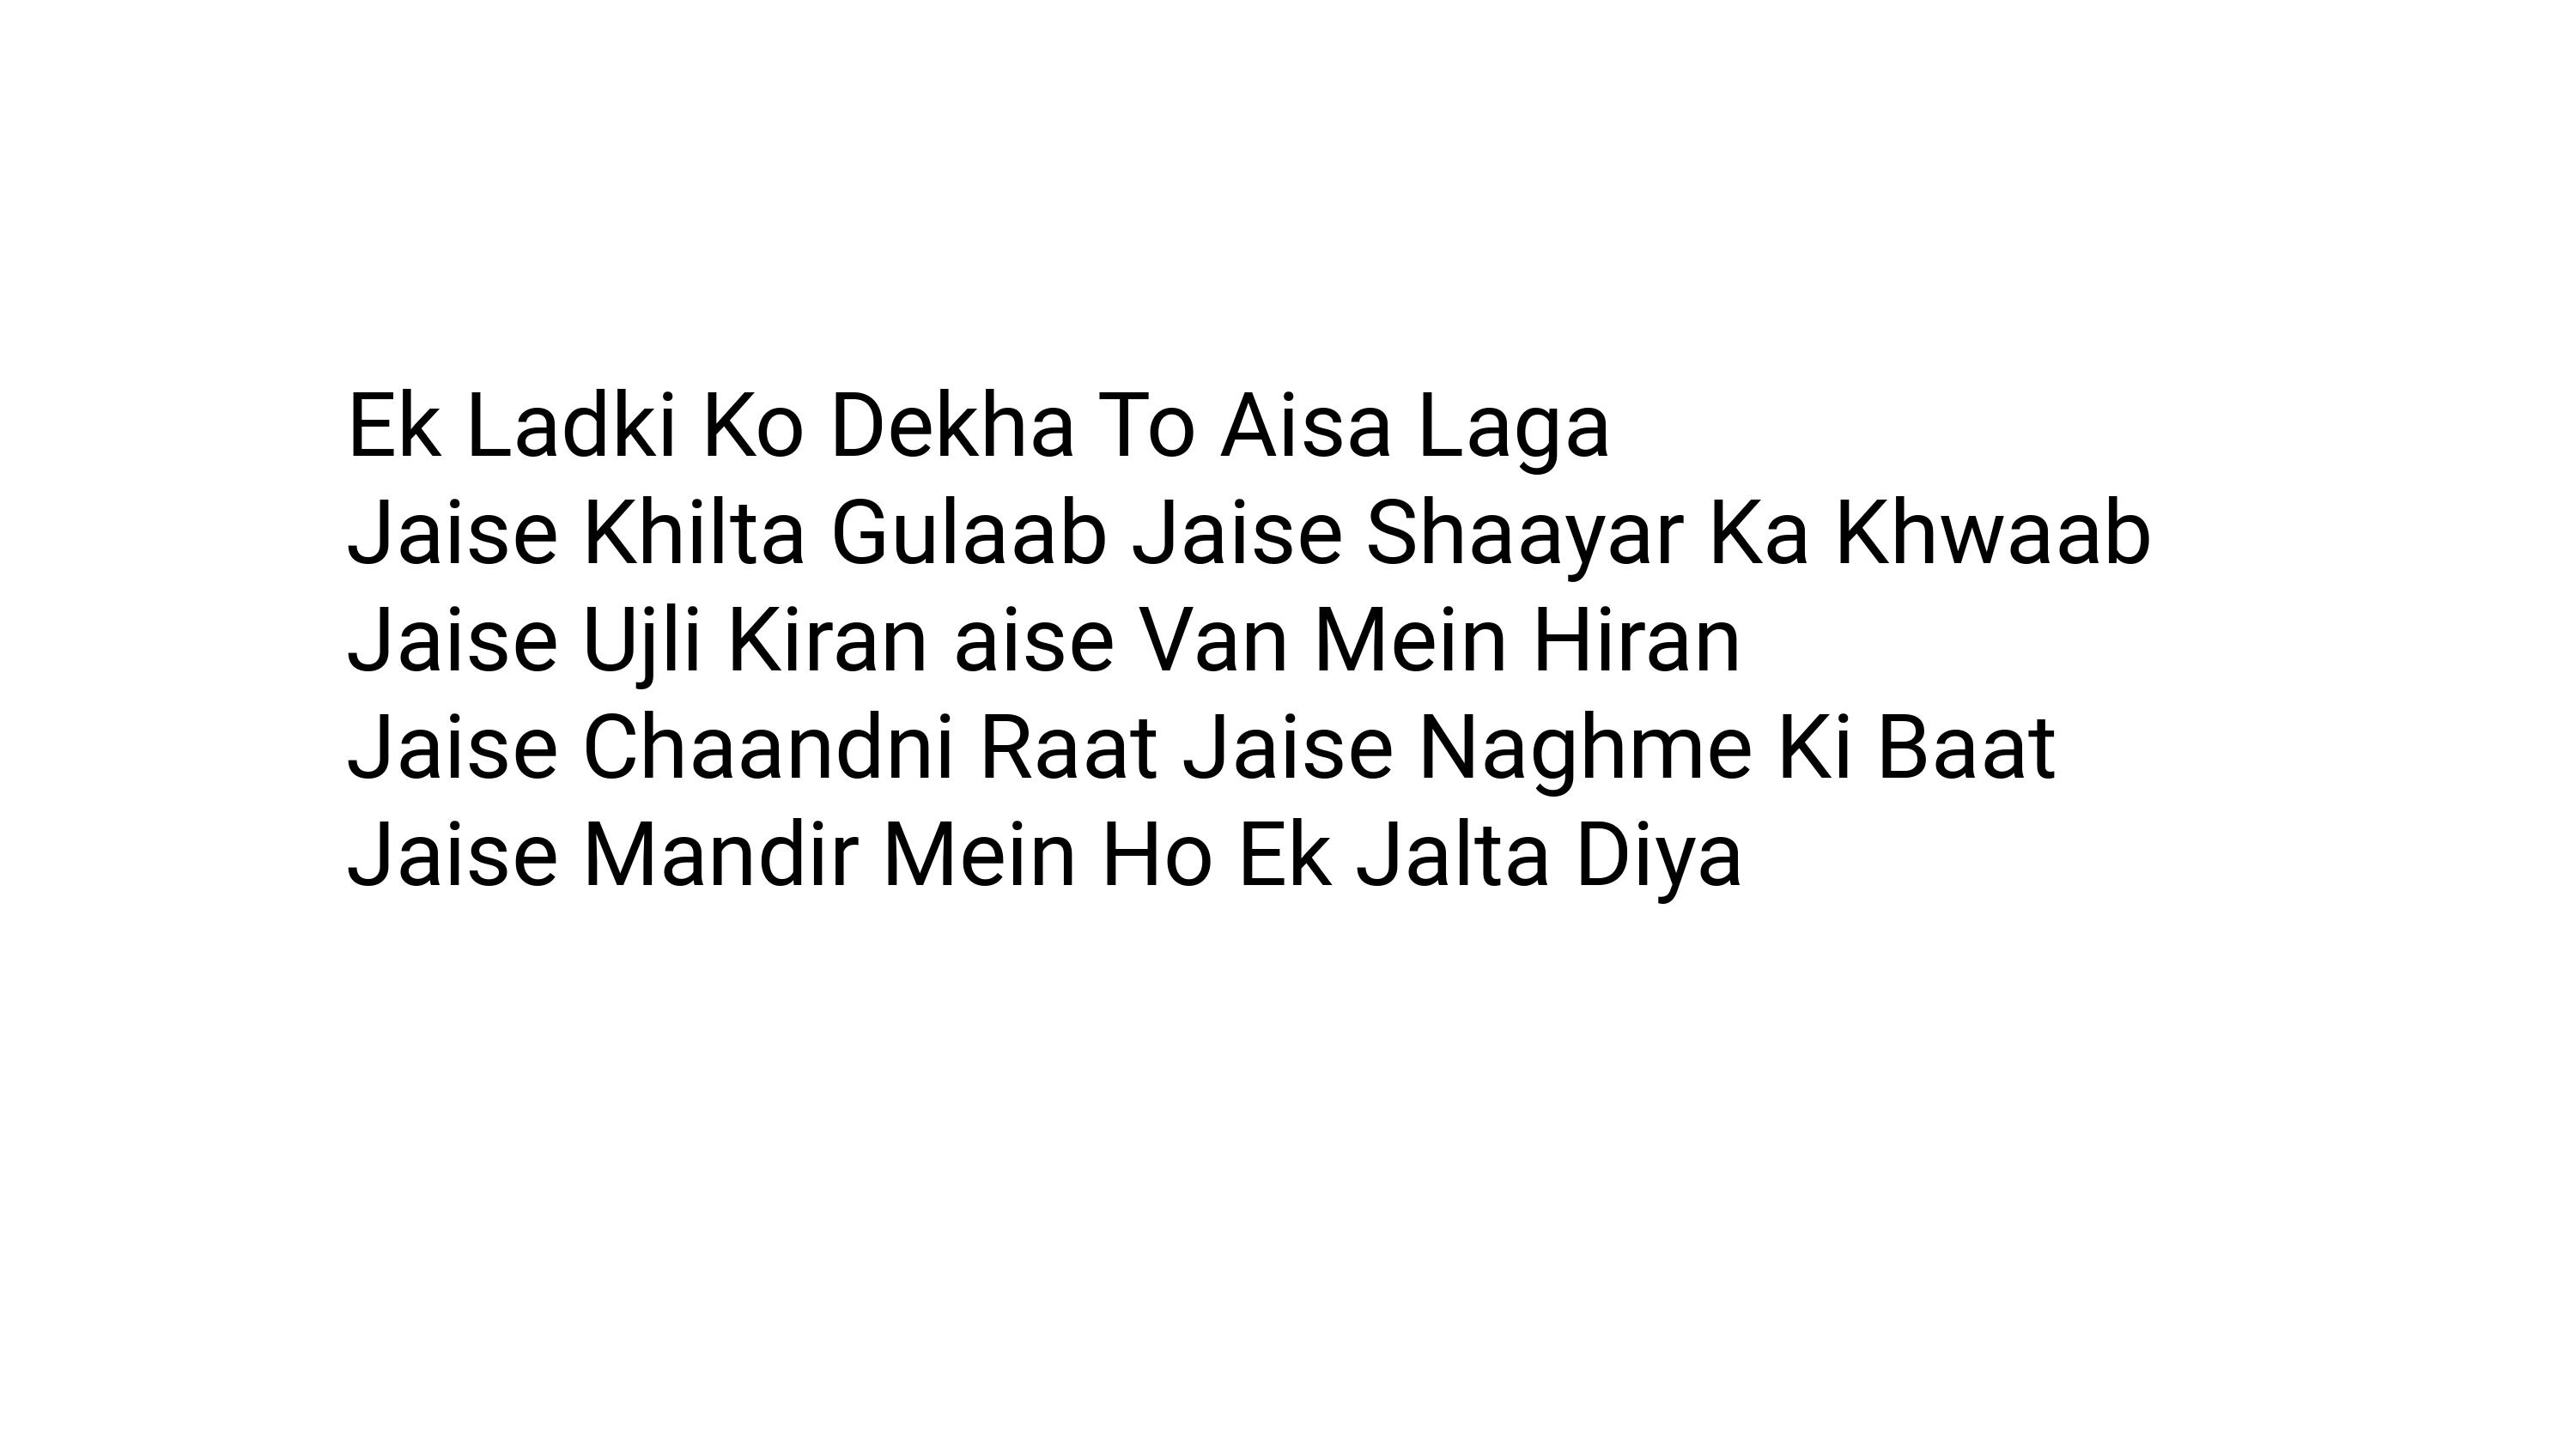 Ek Ladki Ko Dekha To Aisa Laga
Jaise Khilta Gulaab Jaise Shaayar Ka Khwaab
Jaise Ujli Kiran aise Van Mein Hiran
Jaise Chaandni Raat Jaise Naghme Ki Baat
Jaise Mandir Mein Ho Ek Jalta Diya